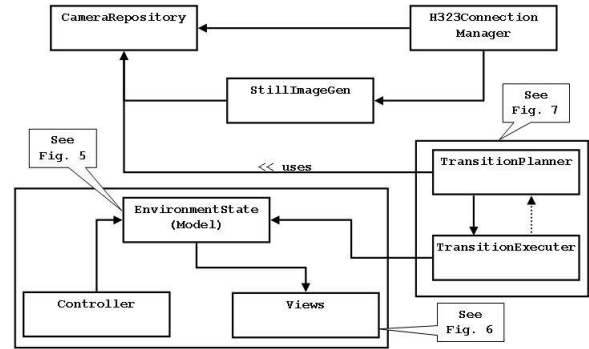 CameraRepository
H323Connection
Manager
StillImageGen
See
Fig. 7
See
Fig. 5
<< uses
TransitionPlanner
EnvironmentState
(Model)
TransitionExecuter
Controller
Views
See
Fig. 6